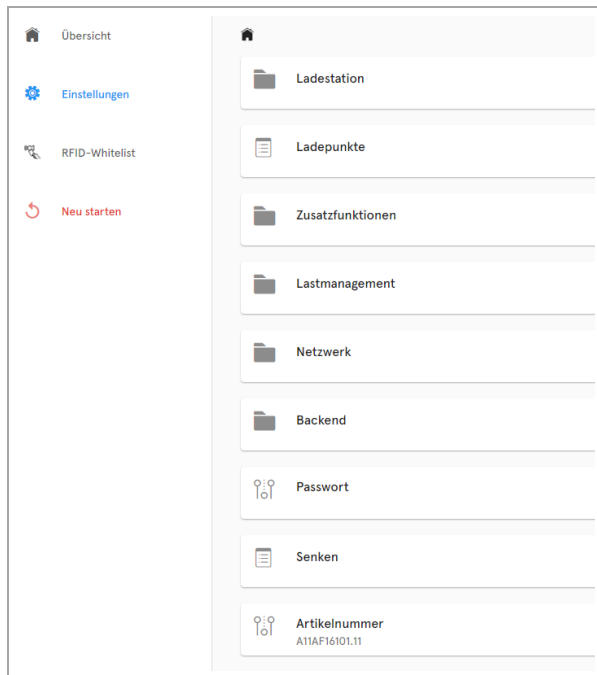 Übersicht
Einstellungen
RFID-Whitelist
Neu starten
Ladestation
Ladepunkte
Zusatzfunktionen
Lastmanagement
Netzwerk
Backend
Passwort
Senken
Artikelnummer
A11AF16101.11